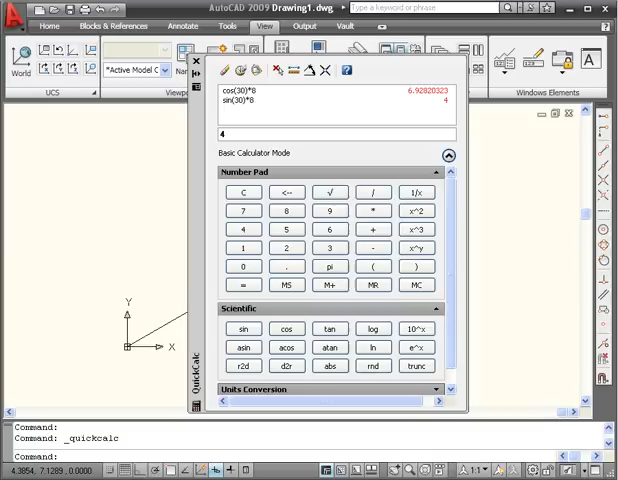 AutoCAD 2009 Drawing1.dwg
Type a keyword or phrase
Home Blocks & References Annotate Tools View Output Vault
World
*Active Model C
UCS
Viewpo
Windows Elements
cos(30)*8 6.92820323
sin(30)*8 4
4
Basic Calculator Mode
Number Pad
C <-- √ / 1/x
7 8 9 * x^2
4 5 6 + x^3
1 2 3 - x^y
0 . pi ( )
= MS M+ MR MC
Scientific
sin cos tan log 10^x
asin acos atan ln e^x
r2d d2r abs rnd trunc
Units Conversion
QuickCalc
Y
X
Command:
Command: _quickcalc
Command:
4.3854, 7.1289, 0.0000
1:1